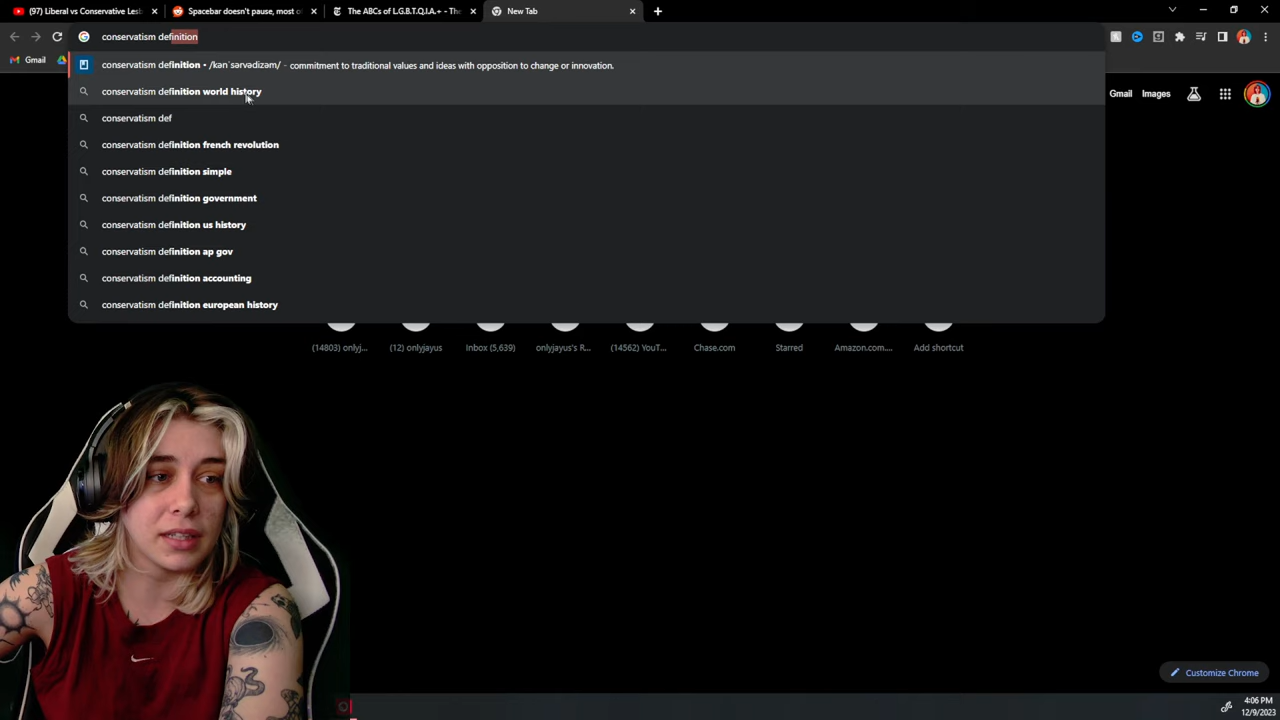 (97) Liberal vs Conservative Lesb
Spacebar doesn't pause, most o
The ABCs of L.G.B.T.Q.I.A.+ - The
New Tab
conservatism definition
Gmail
conservatism definition • /kənˈsərvədizəm/ - commitment to traditional values and ideas with opposition to change or innovation.
conservatism definition world history
Gmail Images
conservatism def
conservatism definition french revolution
conservatism definition simple
conservatism definition government
conservatism definition us history
conservatism definition ap gov
conservatism definition accounting
conservatism definition european history
(14803) onlyj... (12) onlyjayus Inbox (5,639) onlyjayus's R... (14562) YouT... Chase.com Starred Amazon.com.... Add shortcut
Customize Chrome
4:06 PM
12/9/2023